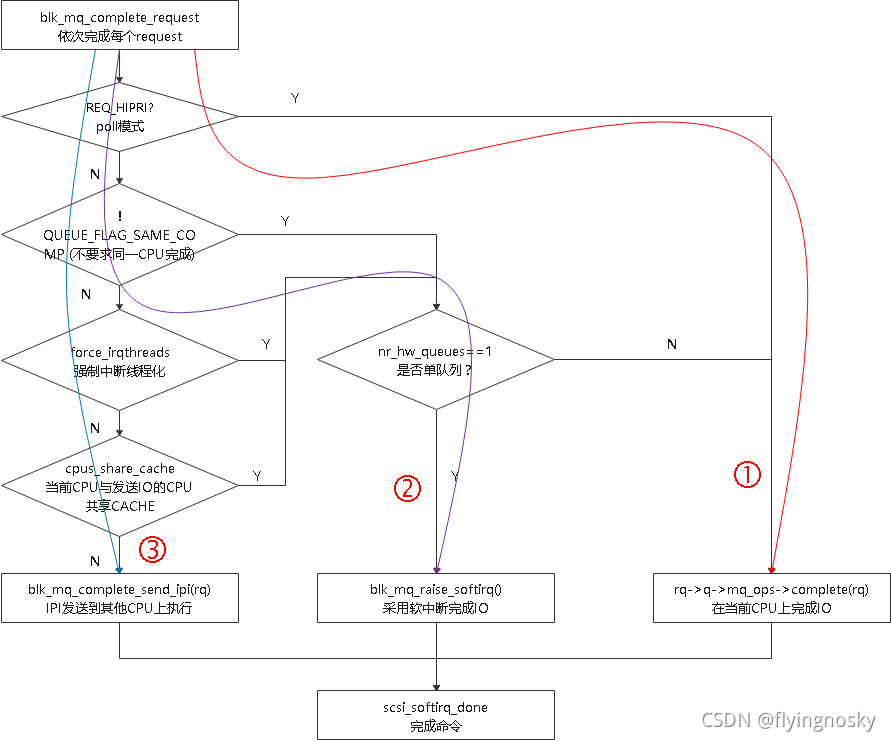 blk_mq_complete_request
依次完成每个request
REQ_HIPRI?
poll模式
Y
N
!
QUEUE_FLAG_SAME_CO
MP (不要求同一CPU完成)
Y
N
force_irqthreads
强制中断线程化
Y
nr_hw_queues==1
是否单队列？
N
N
cpus_share_cache
当前CPU与发送IO的CPU
共享CACHE
Y
②
Y
①
③
N
blk_mq_complete_send_ipi(rq)
IPI发送到其他CPU上执行
blk_mq_raise_softirq()
采用软中断完成IO
rq->q->mq_ops->complete(rq)
在当前CPU上完成IO
scsi_softirq_done
完成命令
CSDN @flyingnosky